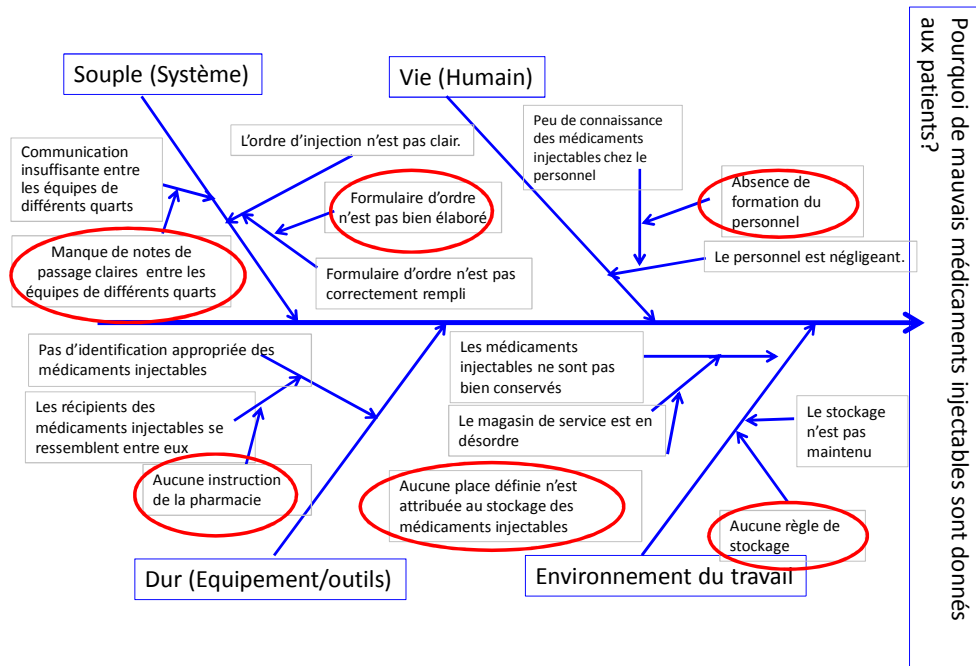 Pourquoi de mauvais médicaments injectables sont donnés
aux patients?
Souple (Système)
Vie (Humain)
Communication
insuffisante entre
les équipes de
différents quarts
Manque de notes de
passage claires entre les
équipes de différents quarts
L'ordre d'injection n'est pas clair.
Formulaire d'ordre
n'est pas bien élaboré
Formulaire d'ordre n'est pas
correctement rempli
Peu de connaissance
des médicaments
injectables chez le
personnel
Absence de
formation du
personnel
Le personnel est négligeant.
Pas d'identification appropriée des
médicaments injectables
Les récipients des
médicaments injectables se
ressemblent entre eux
Aucune instruction
de la pharmacie
Les médicaments
injectables ne sont pas
bien conservés
Le magasin de service est en
désordre
Aucune place définie n'est
attribuée au stockage des
médicaments injectables
Le stockage
n'est pas
maintenu
Aucune règle de
stockage
Dur (Equipement/outils)
Environnement du travail